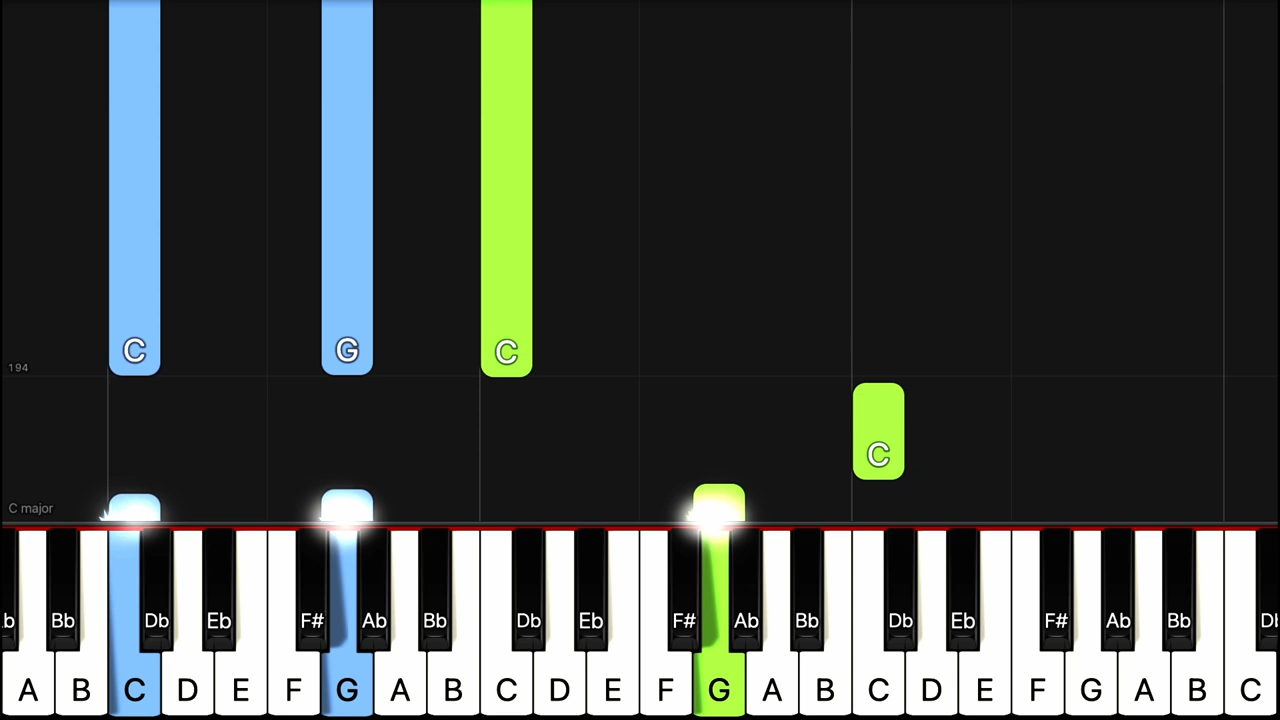 C G C
194
C
C major
b Bb Db Eb F# Ab Bb Db Eb F# Ab Bb Db Eb F# Ab Bb D
A B C D E F G A B C D E F G A B C D E F G A B C